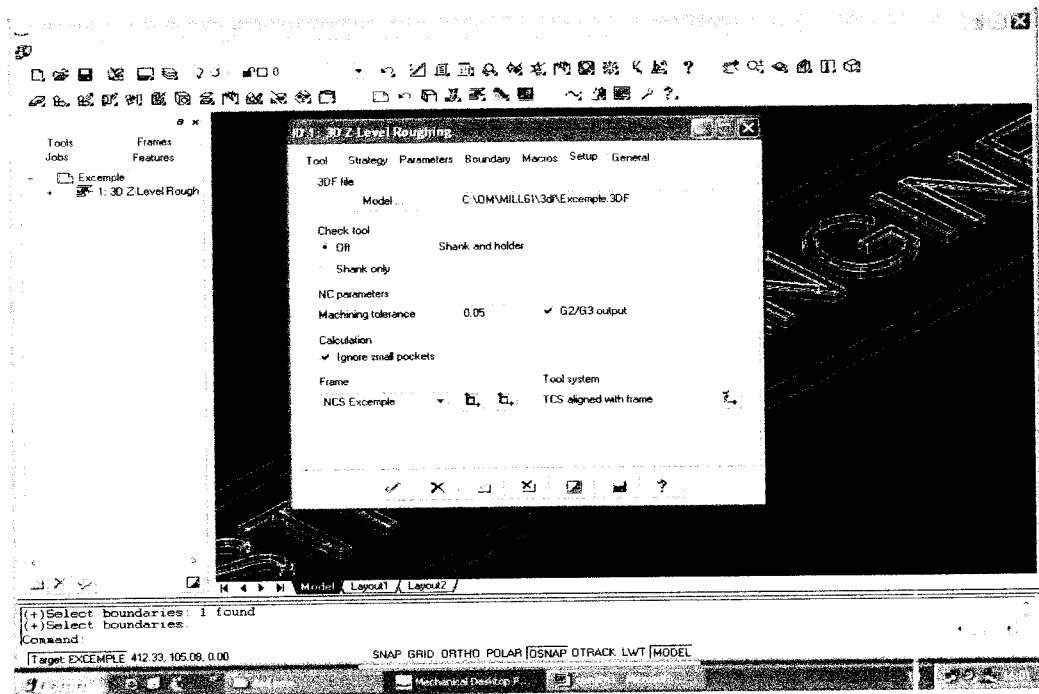 Tools Frames
Jobs Features
Excemple
1: 3D Z-Level Rough
ID 1 : 3D Z-Level Roughing
Tool Strategy Parameters Boundary Macros Setup General
3DF file
Model ... C:\OM\MILL61\3df\Excemple.3DF
Check tool
Off Shank and holder
Shank only
NC parameters
Machining tolerance 0.05 G2/G3 output
Calculation
Ignore small pockets
Frame Tool system
NCS Excemple TCS aligned with frame
GING
Model Layout1 Layout2
(+)Select boundaries: 1 found
(+)Select boundaries:
Command:
Target: EXCEMPLE 412.33, 105.08, 0.00 SNAP GRID ORTHO POLAR OSNAP OTRACK LWT MODEL
Mechanical Desktop P...